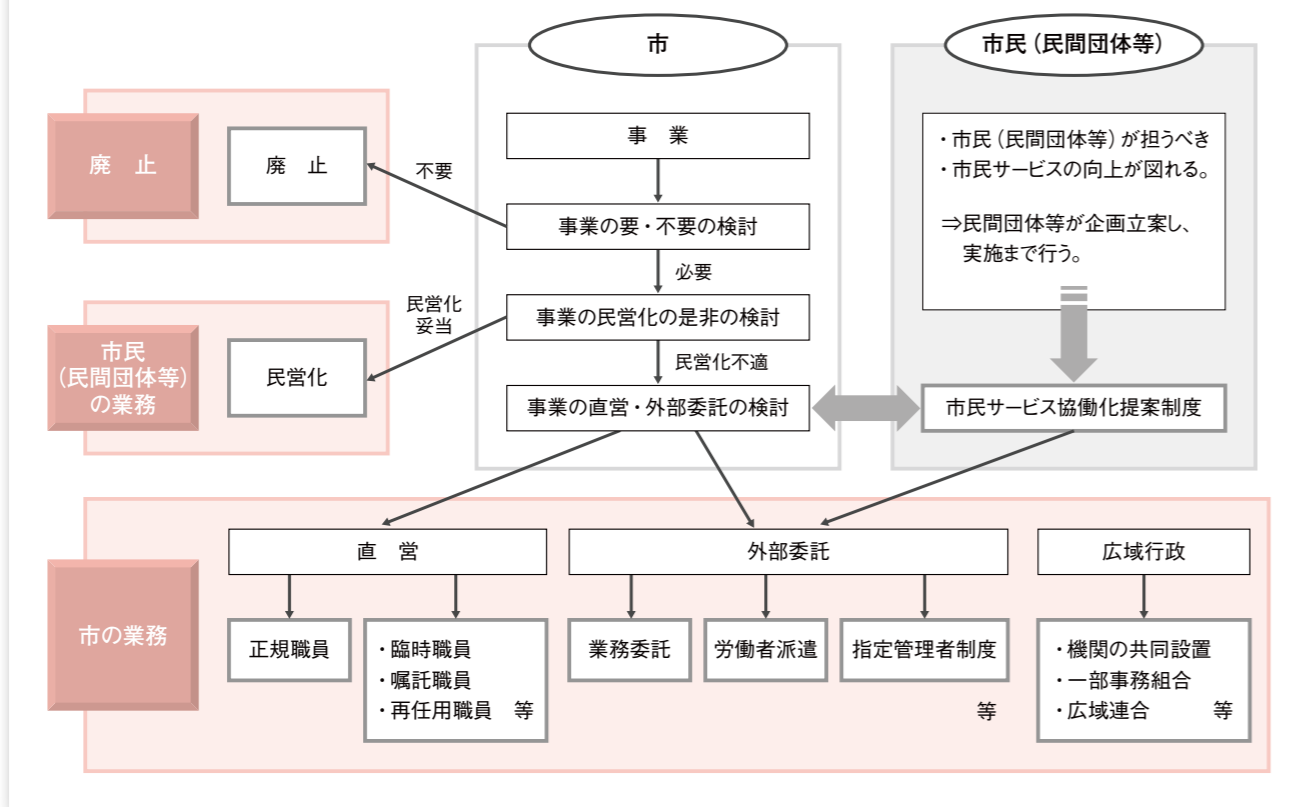 市
市民（民間団体等）
廃　止
廃　止
不要
事　業
事業の要・不要の検討
必要
・市民（民間団体等）が担うべき
・市民サービスの向上が図れる。
⇒民間団体等が企画立案し、
実施まで行う。
市民
（民間団体等）
の業務
民営化
民営化
妥当
事業の民営化の是非の検討
民営化不適
事業の直営・外部委託の検討
市民サービス協働化提案制度
市の業務
直　営
外部委託
広域行政
正規職員
・臨時職員
・嘱託職員
・再任用職員　等
業務委託
労働者派遣
指定管理者制度
等
・機関の共同設置
・一部事務組合
・広域連合　　　等